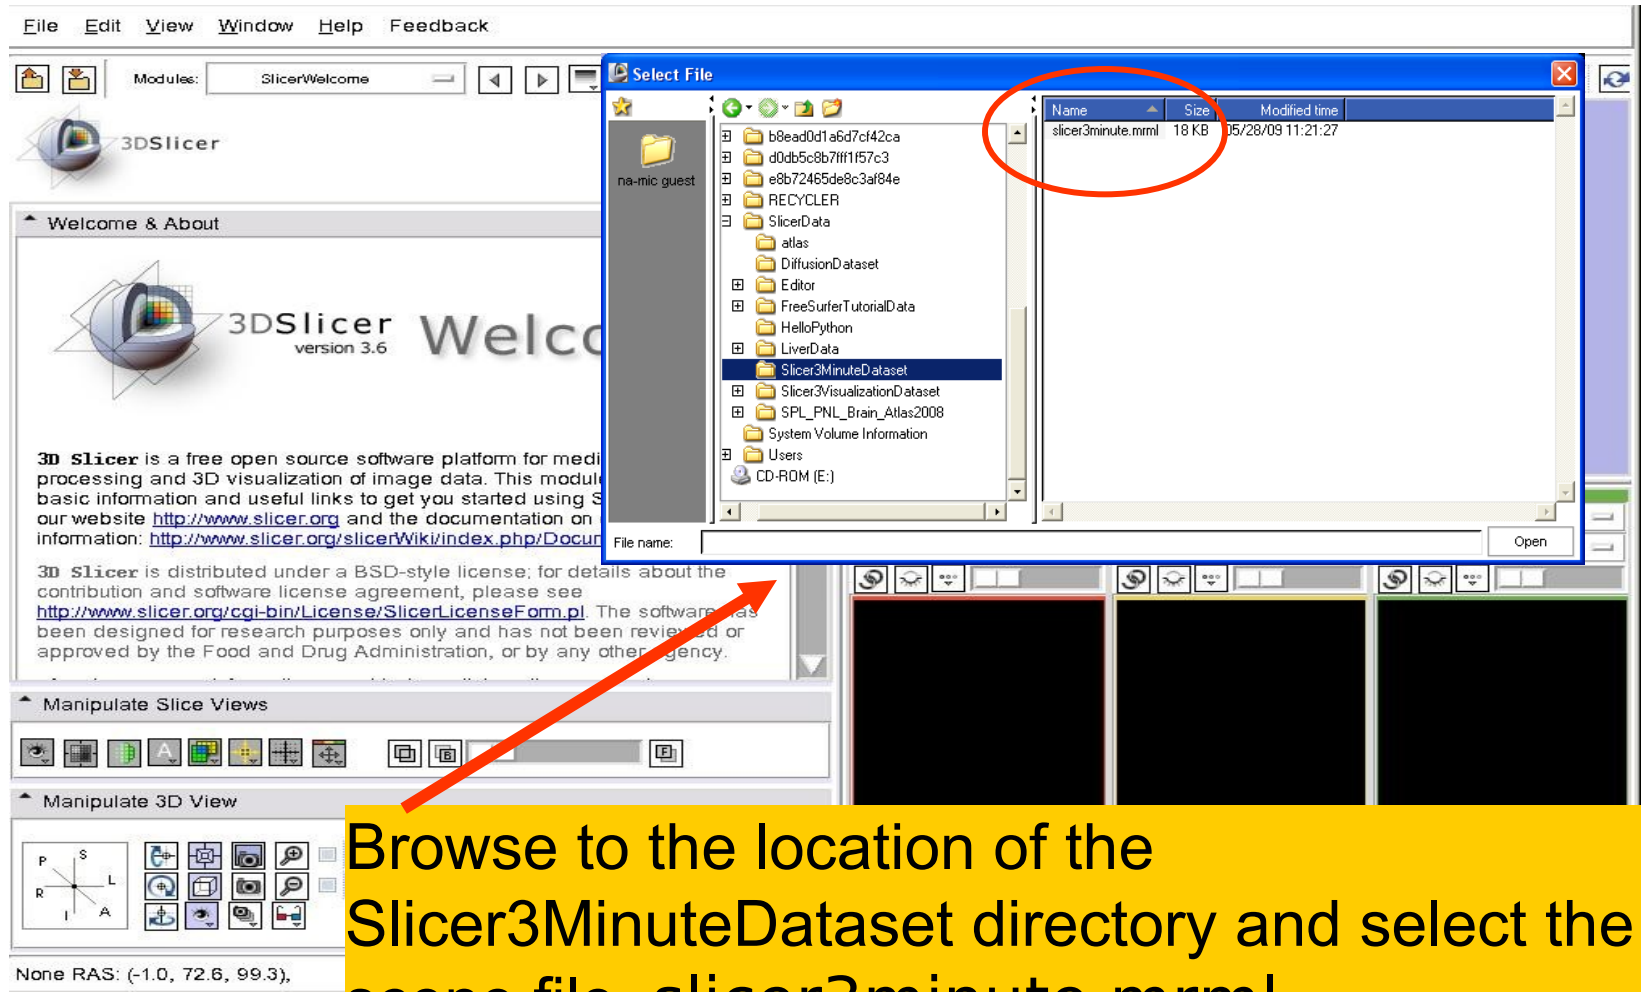 File Edit View Window Help Feedback
Modules: SlicerWelcome
3DSlicer
Welcome & About
3DSlicer
version 3.6
Welco
3D Slicer is a free open source software platform for medi
processing and 3D visualization of image data. This module
basic information and useful links to get you started using S
our website http://www.slicer.org and the documentation on
information: http://www.slicer.org/slicerWiki/index.php/Docum
3D Slicer is distributed under a BSD-style license; for details about the
contribution and software license agreement, please see
http://www.slicer.org/cgi-bin/License/SlicerLicenseForm.pl. The software has
been designed for research purposes only and has not been reviewed or
approved by the Food and Drug Administration, or by any other agency.
Manipulate Slice Views
A B F
Manipulate 3D View
P S
R L
I A
None RAS: (-1.0, 72.6, 99.3),
Select File
na-mic guest
b8ead0d1a6d7cf42ca
d0db5c8b7fff1f57c3
e8b72465de8c3af84e
RECYCLER
SlicerData
atlas
DiffusionDataset
Editor
FreeSurferTutorialData
HelloPython
LiverData
Slicer3MinuteDataset
Slicer3VisualizationDataset
SPL_PNL_Brain_Atlas2008
System Volume Information
Users
CD-ROM (E:)
Name Size Modified time
slicer3minute.mrml 18 KB 05/28/09 11:21:27
File name: Open
Browse to the location of the
Slicer3MinuteDataset directory and select the
scene file slicer3minute.mrml